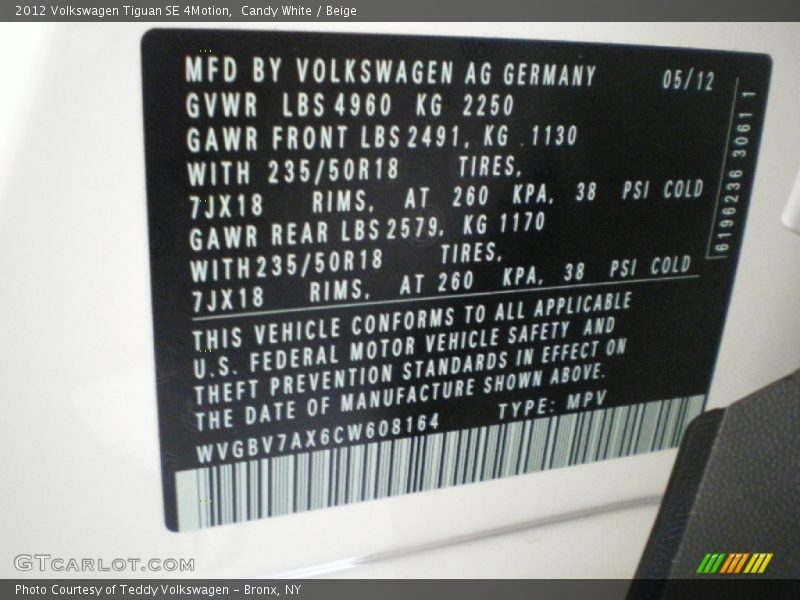 2012 Volkswagen Tiguan SE 4Motion,  Candy White / Beige
MFD BY VOLKSWAGEN AG GERMANY 05/12
GVWR LBS 4960 KG 2250
GAWR FRONT LBS 2491, KG 1130
WITH 235/50R18 TIRES,
7JX18 RIMS, AT 260 KPA, 38 PSI COLD
GAWR REAR LBS 2579, KG 1170
WITH 235/50R18 TIRES,
7JX18 RIMS, AT 260 KPA, 38 PSI COLD
6196236 3061 1
THIS VEHICLE CONFORMS TO ALL APPLICABLE
U.S. FEDERAL MOTOR VEHICLE SAFETY AND
THEFT PREVENTION STANDARDS IN EFFECT ON
THE DATE OF MANUFACTURE SHOWN ABOVE.
WVGBV7AX6CW608164 TYPE: MPV
GTCARLOT.COM
Photo Courtesy of Teddy Volkswagen - Bronx, NY